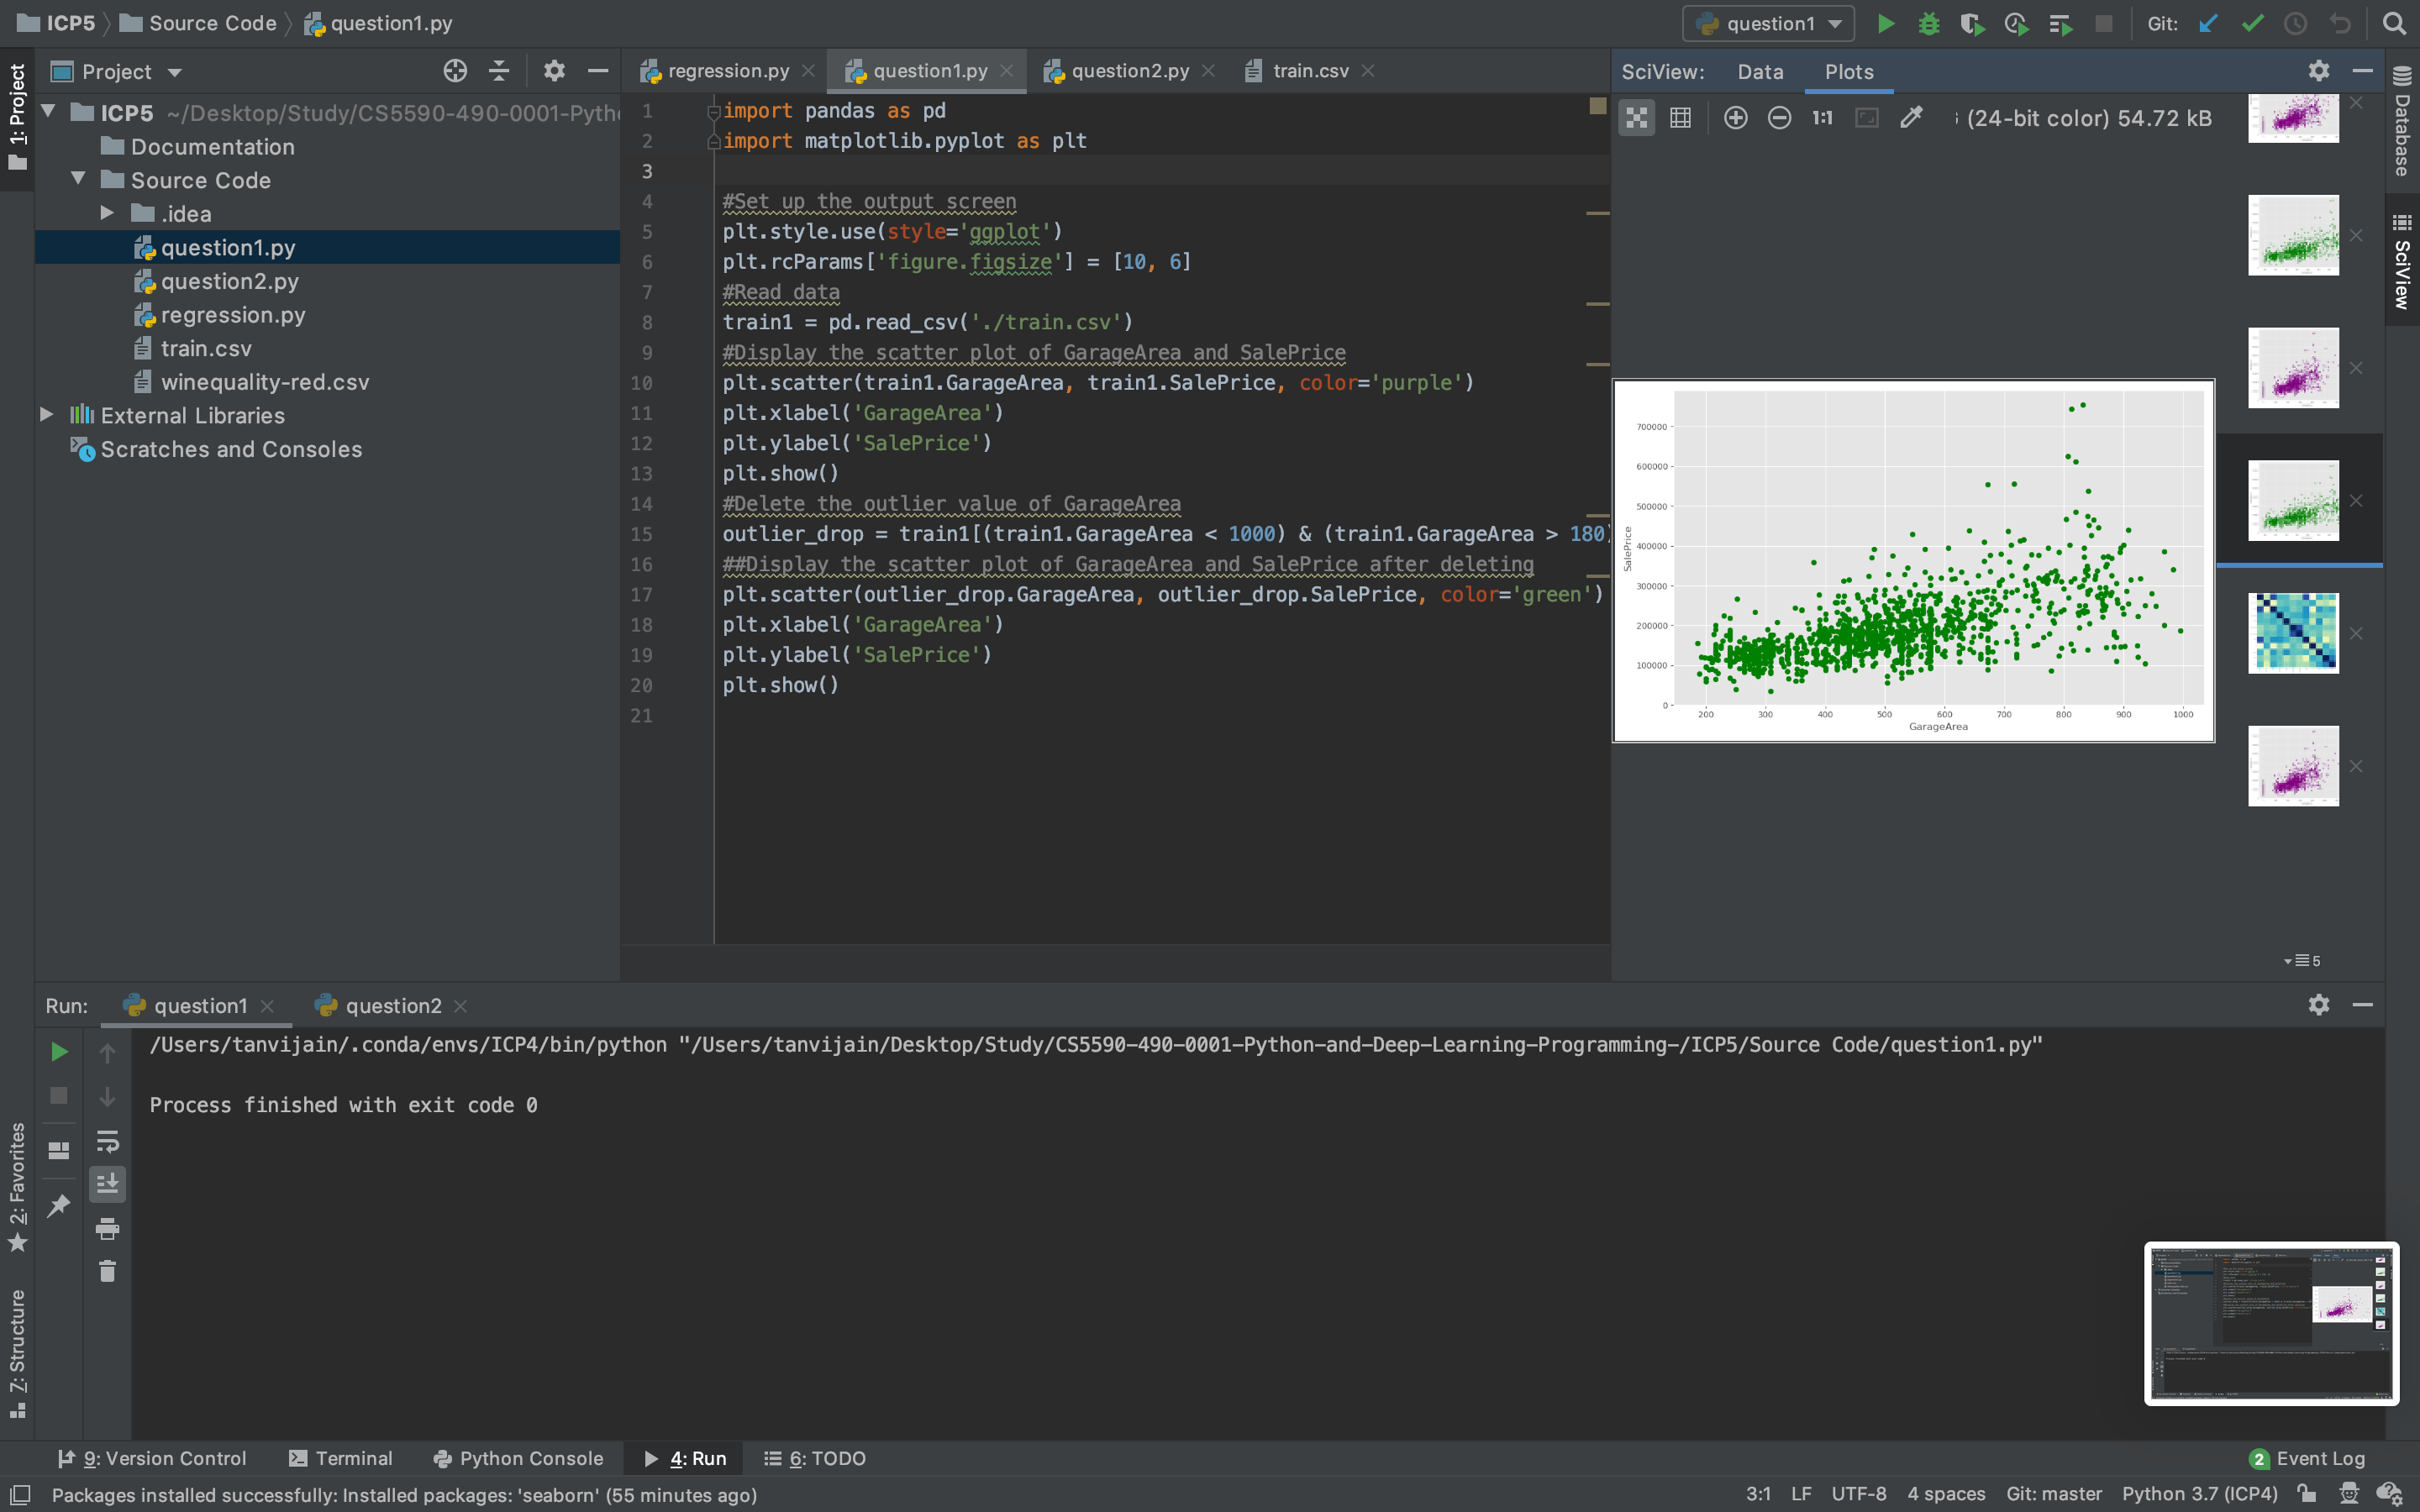 ICP5 Source Code question1.py
question1 Git:
1: Project
Project
ICP5 ~/Desktop/Study/CS5590-490-0001-Pyth
Documentation
Source Code
.idea
question1.py
question2.py
regression.py
train.csv
winequality-red.csv
External Libraries
Scratches and Consoles
2: Favorites
Z: Structure
regression.py question1.py question2.py train.csv
1 import pandas as pd
2 import matplotlib.pyplot as plt
3
4 #Set up the output screen
5 plt.style.use(style='ggplot')
6 plt.rcParams['figure.figsize'] = [10, 6]
7 #Read data
8 train1 = pd.read_csv('./train.csv')
9 #Display the scatter plot of GarageArea and SalePrice
10 plt.scatter(train1.GarageArea, train1.SalePrice, color='purple')
11 plt.xlabel('GarageArea')
12 plt.ylabel('SalePrice')
13 plt.show()
14 #Delete the outlier value of GarageArea
15 outlier_drop = train1[(train1.GarageArea < 1000) & (train1.GarageArea > 180)
16 ##Display the scatter plot of GarageArea and SalePrice after deleting
17 plt.scatter(outlier_drop.GarageArea, outlier_drop.SalePrice, color='green')
18 plt.xlabel('GarageArea')
19 plt.ylabel('SalePrice')
20 plt.show()
21
SciView: Data Plots
1:1 (24-bit color) 54.72 kB
700000
600000
500000
400000
300000
200000
100000
0
SalePrice
200 300 400 500 600 700 800 900 1000
GarageArea
5
Database
SciView
Run: question1 question2
/Users/tanvijain/.conda/envs/ICP4/bin/python "/Users/tanvijain/Desktop/Study/CS5590-490-0001-Python-and-Deep-Learning-Programming-/ICP5/Source Code/question1.py"
Process finished with exit code 0
9: Version Control Terminal Python Console 4: Run 6: TODO 2 Event Log
Packages installed successfully: Installed packages: 'seaborn' (55 minutes ago) 3:1 LF UTF-8 4 spaces Git: master Python 3.7 (ICP4)